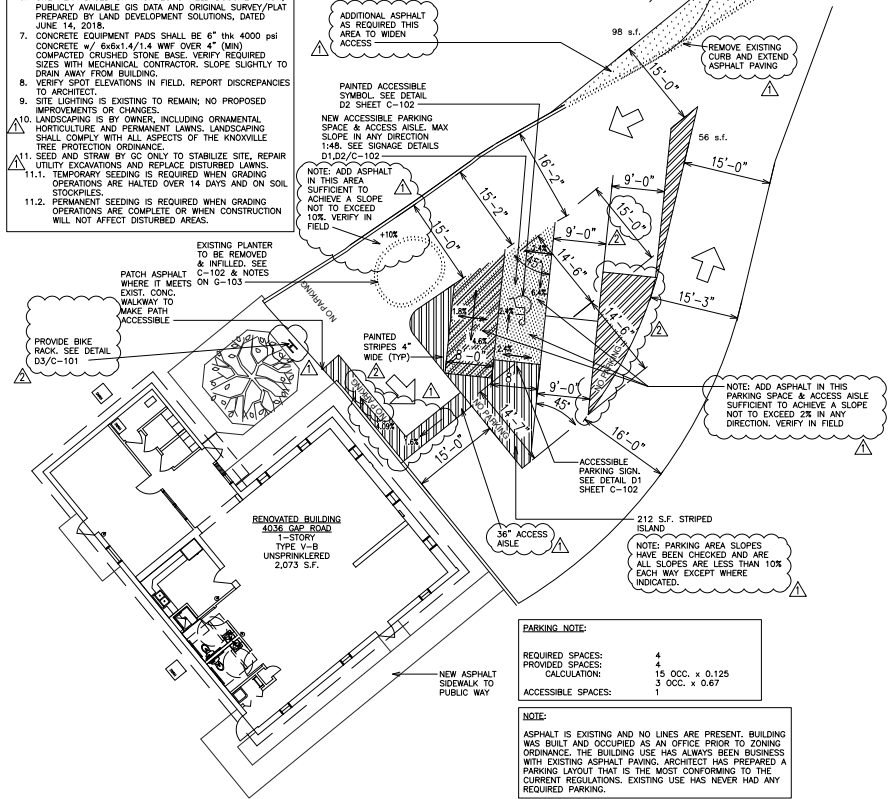 PUBLICLY AVAILABLE GIS DATA AND ORIGINAL SURVEY/PLAT
PREPARED BY LAND DEVELOPMENT SOLUTIONS, DATED
JUNE 14, 2018.
7. CONCRETE EQUIPMENT PADS SHALL BE 6" thk 4000 psi
CONCRETE w/ 6x6x1.4/1.4 WWF OVER 4" (MIN)
COMPACTED CRUSHED STONE BASE. VERIFY REQUIRED
SIZES WITH MECHANICAL CONTRACTOR. SLOPE SLIGHTLY TO
DRAIN AWAY FROM BUILDING.
8. VERIFY SPOT ELEVATIONS IN FIELD. REPORT DISCREPANCIES
TO ARCHITECT.
9. SITE LIGHTING IS EXISTING TO REMAIN; NO PROPOSED
IMPROVEMENTS OR CHANGES.
1
10. LANDSCAPING IS BY OWNER, INCLUDING ORNAMENTAL
HORTICULTURE AND PERMANENT LAWNS. LANDSCAPING
SHALL COMPLY WITH ALL ASPECTS OF THE KNOXVILLE
TREE PROTECTION ORDINANCE.
1
11. SEED AND STRAW BY GC ONLY TO STABILIZE SITE, REPAIR
UTILITY EXCAVATIONS AND REPLACE DISTURBED LAWNS.
11.1. TEMPORARY SEEDING IS REQUIRED WHEN GRADING
OPERATIONS ARE HALTED OVER 14 DAYS AND ON SOIL
STOCKPILES.
11.2. PERMANENT SEEDING IS REQUIRED WHEN GRADING
OPERATIONS ARE COMPLETE OR WHEN CONSTRUCTION
WILL NOT AFFECT DISTURBED AREAS.
ADDITIONAL ASPHALT
AS REQUIRED THIS
AREA TO WIDEN
ACCESS
1
98 s.f.
REMOVE EXISTING
CURB AND EXTEND
ASPHALT PAVING
1
15'-0"
56 s.f.
PAINTED ACCESSIBLE
SYMBOL. SEE DETAIL
D2 SHEET C-102
NEW ACCESSIBLE PARKING
SPACE & ACCESS AISLE. MAX
SLOPE IN ANY DIRECTION
1:48. SEE SIGNAGE DETAILS
D1,D2/C-102
NOTE: ADD ASPHALT
IN THIS AREA
SUFFICIENT TO
ACHIEVE A SLOPE
NOT TO EXCEED
10%. VERIFY IN
FIELD
1
+10%
16'-2"
15'-2"
15'-0"
15'-0"
9'-0"
15'-0"
9'-0"
2
14'-6"
45°
2.4%
6.4%
2.4%
1.8%
4.6%
2.4%
8'-0"
8'
15'-3"
14'-6"
2
NO PARKING
EXISTING PLANTER
TO BE REMOVED
& INFILLED. SEE
C-102 & NOTES
ON G-103
PATCH ASPHALT
WHERE IT MEETS
EXIST. CONC.
WALKWAY TO
MAKE PATH
ACCESSIBLE
NO PARKING
PROVIDE BIKE
RACK. SEE DETAIL
D3/C-101
2
1
PAINTED
STRIPES 4"
WIDE (TYP)
2
1
NO PARKING
4.09%
.6%
15'-0"
NO PARKING
14'-7"
9'-0"
45°
16'-0"
NOTE: ADD ASPHALT IN THIS
PARKING SPACE & ACCESS AISLE
SUFFICIENT TO ACHIEVE A SLOPE
NOT TO EXCEED 2% IN ANY
DIRECTION. VERIFY IN FIELD
1
ACCESSIBLE
PARKING SIGN.
SEE DETAIL D1
SHEET C-102
212 S.F. STRIPED
ISLAND
36" ACCESS
AISLE
1
NOTE: PARKING AREA SLOPES
HAVE BEEN CHECKED AND ARE
ALL SLOPES ARE LESS THAN 10%
EACH WAY EXCEPT WHERE
INDICATED.
1
RENOVATED BUILDING
4036 GAP ROAD
1-STORY
TYPE V-B
UNSPRINKLERED
2,073 S.F.
NEW ASPHALT
SIDEWALK TO
PUBLIC WAY
PARKING NOTE:
REQUIRED SPACES: 4
PROVIDED SPACES: 4
CALCULATION: 15 OCC. x 0.125
3 OCC. x 0.67
ACCESSIBLE SPACES: 1
NOTE:
ASPHALT IS EXISTING AND NO LINES ARE PRESENT. BUILDING
WAS BUILT AND OCCUPIED AS AN OFFICE PRIOR TO ZONING
ORDINANCE. THE BUILDING USE HAS ALWAYS BEEN BUSINESS
WITH EXISTING ASPHALT PAVING. ARCHITECT HAS PREPARED A
PARKING LAYOUT THAT IS THE MOST CONFORMING TO THE
CURRENT REGULATIONS. EXISTING USE HAS NEVER HAD ANY
REQUIRED PARKING.